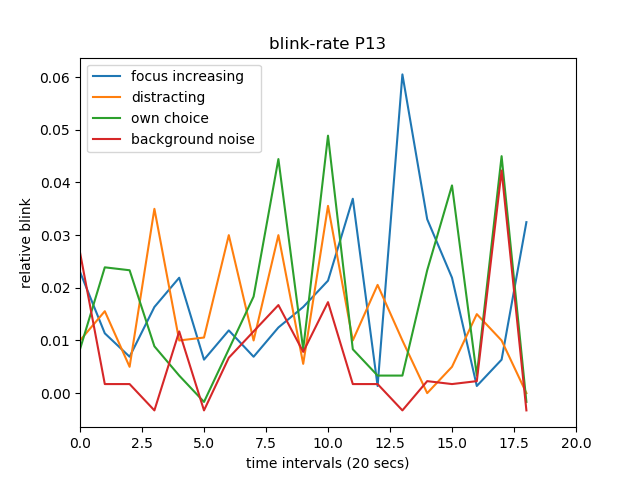 blink-rate P13
focus increasing
distracting
own choice
background noise
relative blink
0.06
0.05
0.04
0.03
0.02
0.01
0.00
0.0 2.5 5.0 7.5 10.0 12.5 15.0 17.5 20.0
time intervals (20 secs)